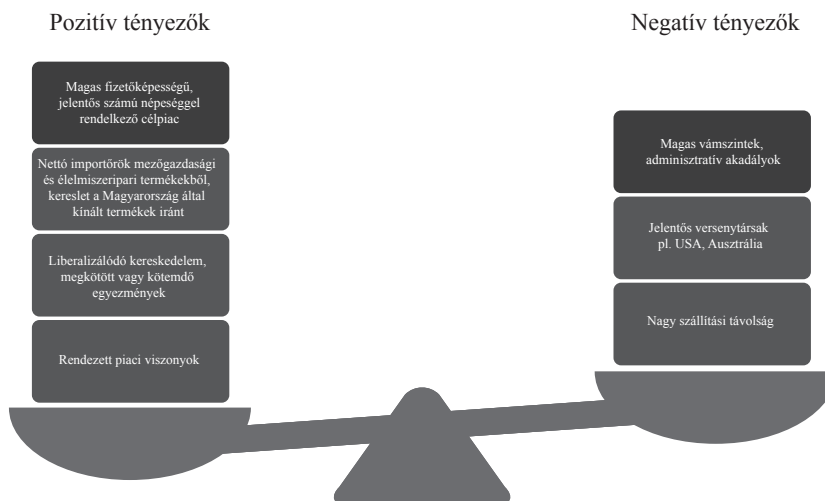 Pozitív tényezők
Magas fizetőképességű,
jelentős számú népeséggel
rendelkező célpiac
Nettó importőrök mezőgazdasági
és élelmiszeripari termékekből,
kereslet a Magyarország által
kínált termékek iránt
Liberalizálódó kereskedelem,
megkötött vagy kötemdő
egyezmények
Rendezett piaci viszonyok
Negatív tényezők
Magas vámszintek,
adminisztratív akadályok
Jelentős versenytársak
pl. USA, Ausztrália
Nagy szállítási távolság